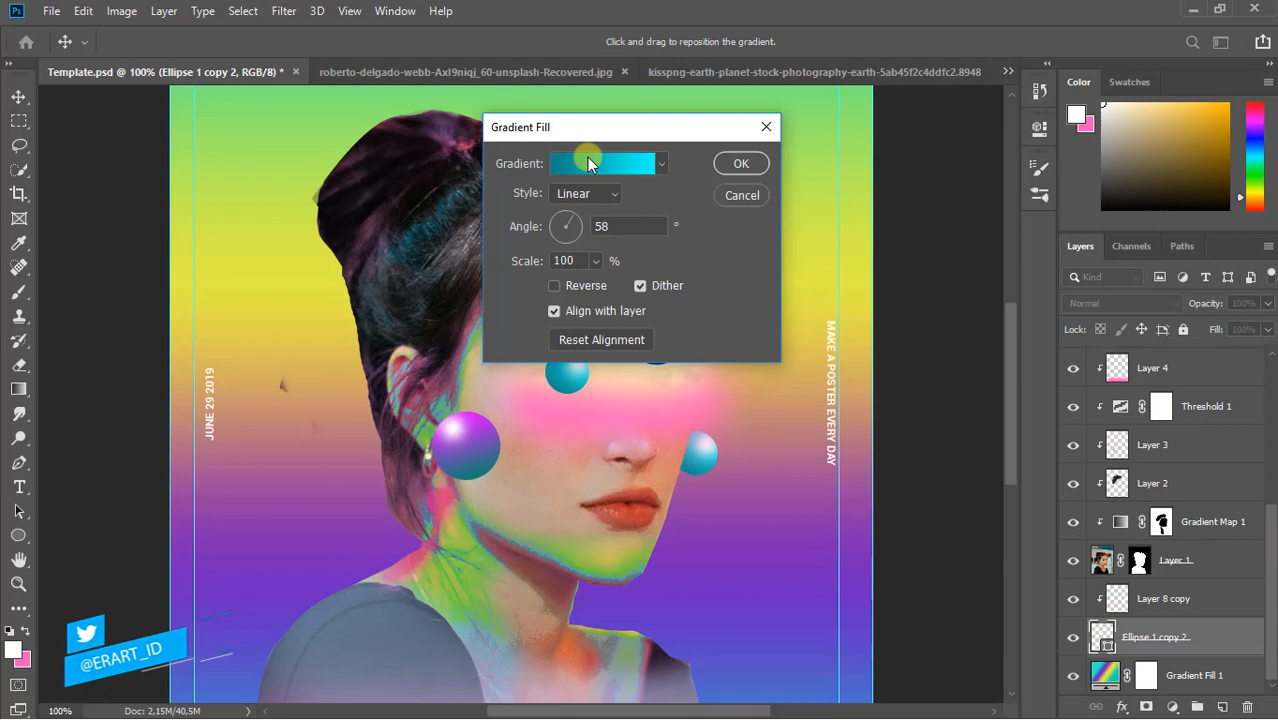 Ps File Edit Image Layer Type Select Filter 3D View Window Help
Click and drag to reposition the gradient.
Template.psd @ 100% (Ellipse 1 copy 2, RGB/8) *
roberto-delgado-webb-AxI9niqj_60-unsplash-Recovered.jpg
kisspng-earth-planet-stock-photography-earth-5ab45f2c4ddfc2.8948
Gradient Fill
Gradient:
OK
Style: Linear
Cancel
Angle: 58 °
Scale: 100 %
Reverse
Dither
Align with layer
Reset Alignment
JUNE 29 2019
MAKE A POSTER EVERY DAY
@ERART_ID
Color Swatches
Layers Channels Paths
Kind
Normal Opacity: 100%
Lock: Fill: 100%
Layer 4
Threshold 1
Layer 3
Layer 2
Gradient Map 1
Layer 1
Layer 8 copy
Ellipse 1 copy 2
Gradient Fill 1
100% Doc: 2,15M/40,5M